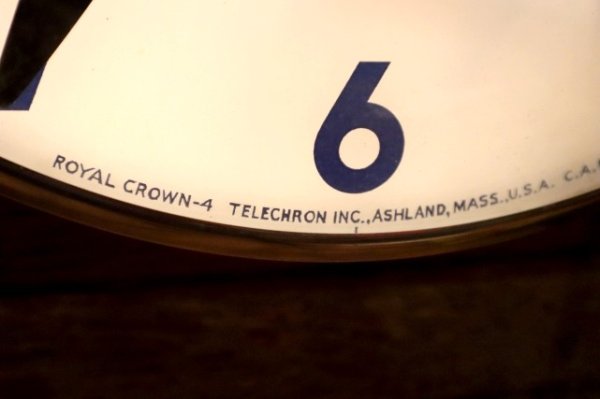 6
ROYAL CROWN-4 TELECHRON INC., ASHLAND, MASS., U.S.A.